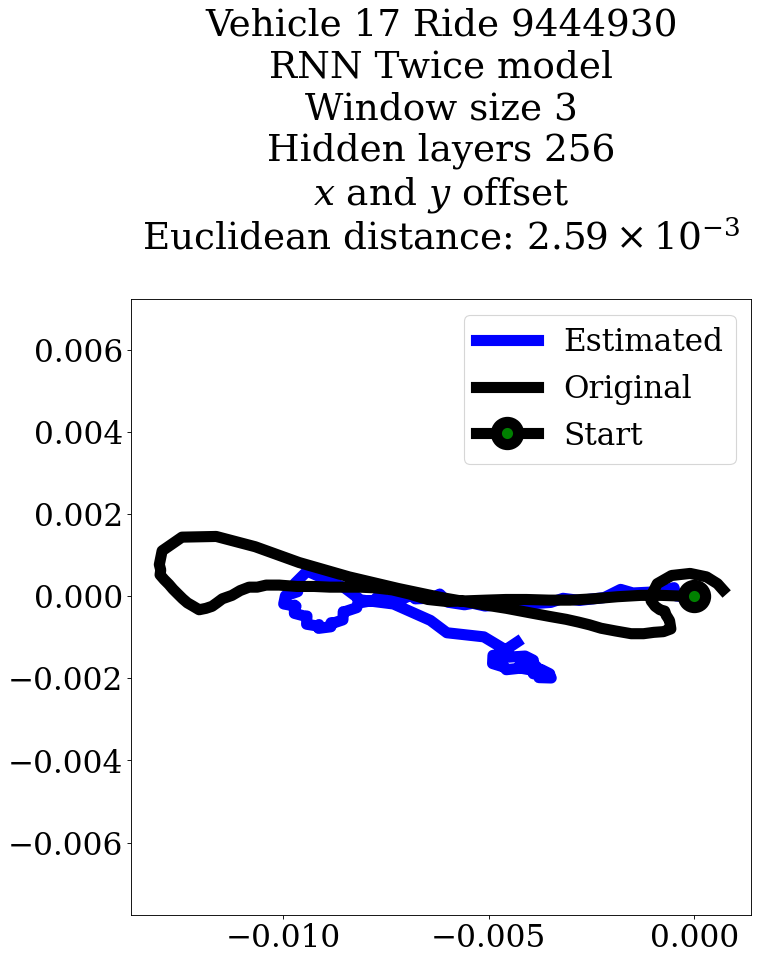 Vehicle 17 Ride 9444930
RNN Twice model
Window size 3
Hidden layers 256
x and y offset
Euclidean distance: 2.59 × 10⁻³
Estimated
Original
Start
0.006
0.004
0.002
0.000
−0.002
−0.004
−0.006
−0.010
−0.005
0.000